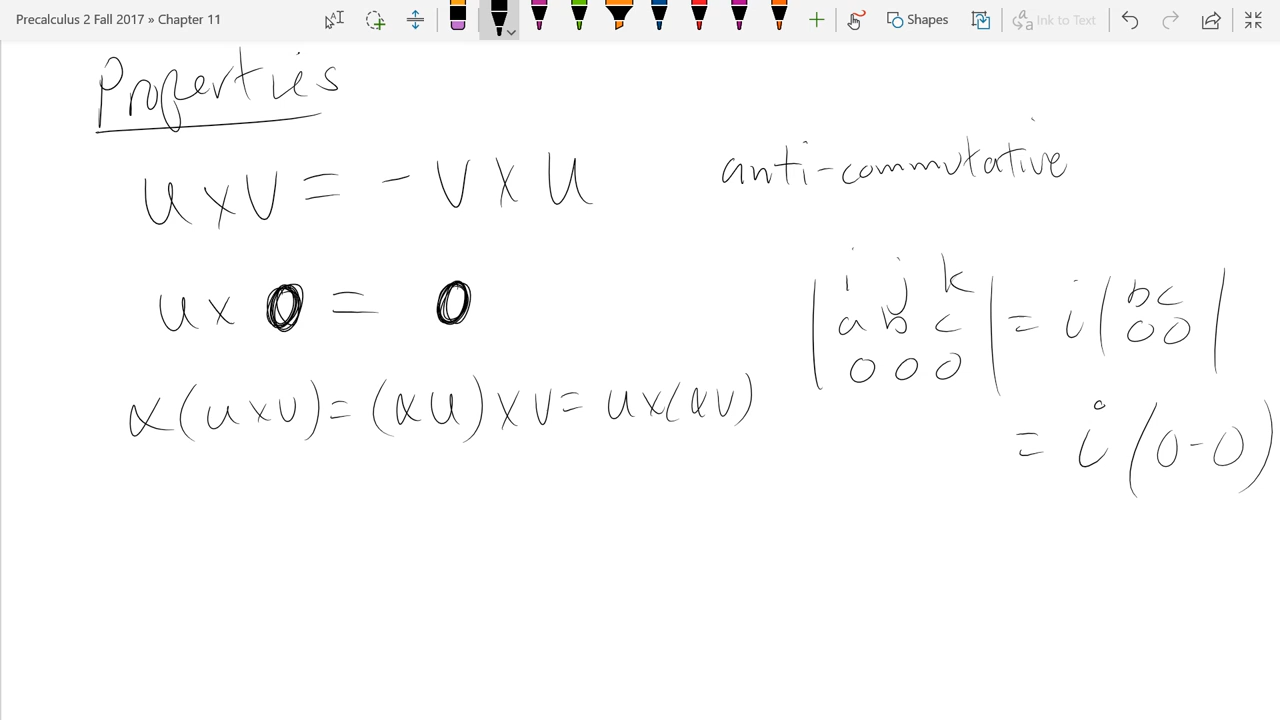 Precalculus 2 Fall 2017 » Chapter 11
Shapes
Ink to Text
Properties
u x v = - v x u
anti-commutative
u x 0 = 0
α(u x v) = (αu) x v = u x (αv)
| i j k |
| a b c | = i | b c |
| 0 0 0 | | 0 0 |
= i (0 - 0)